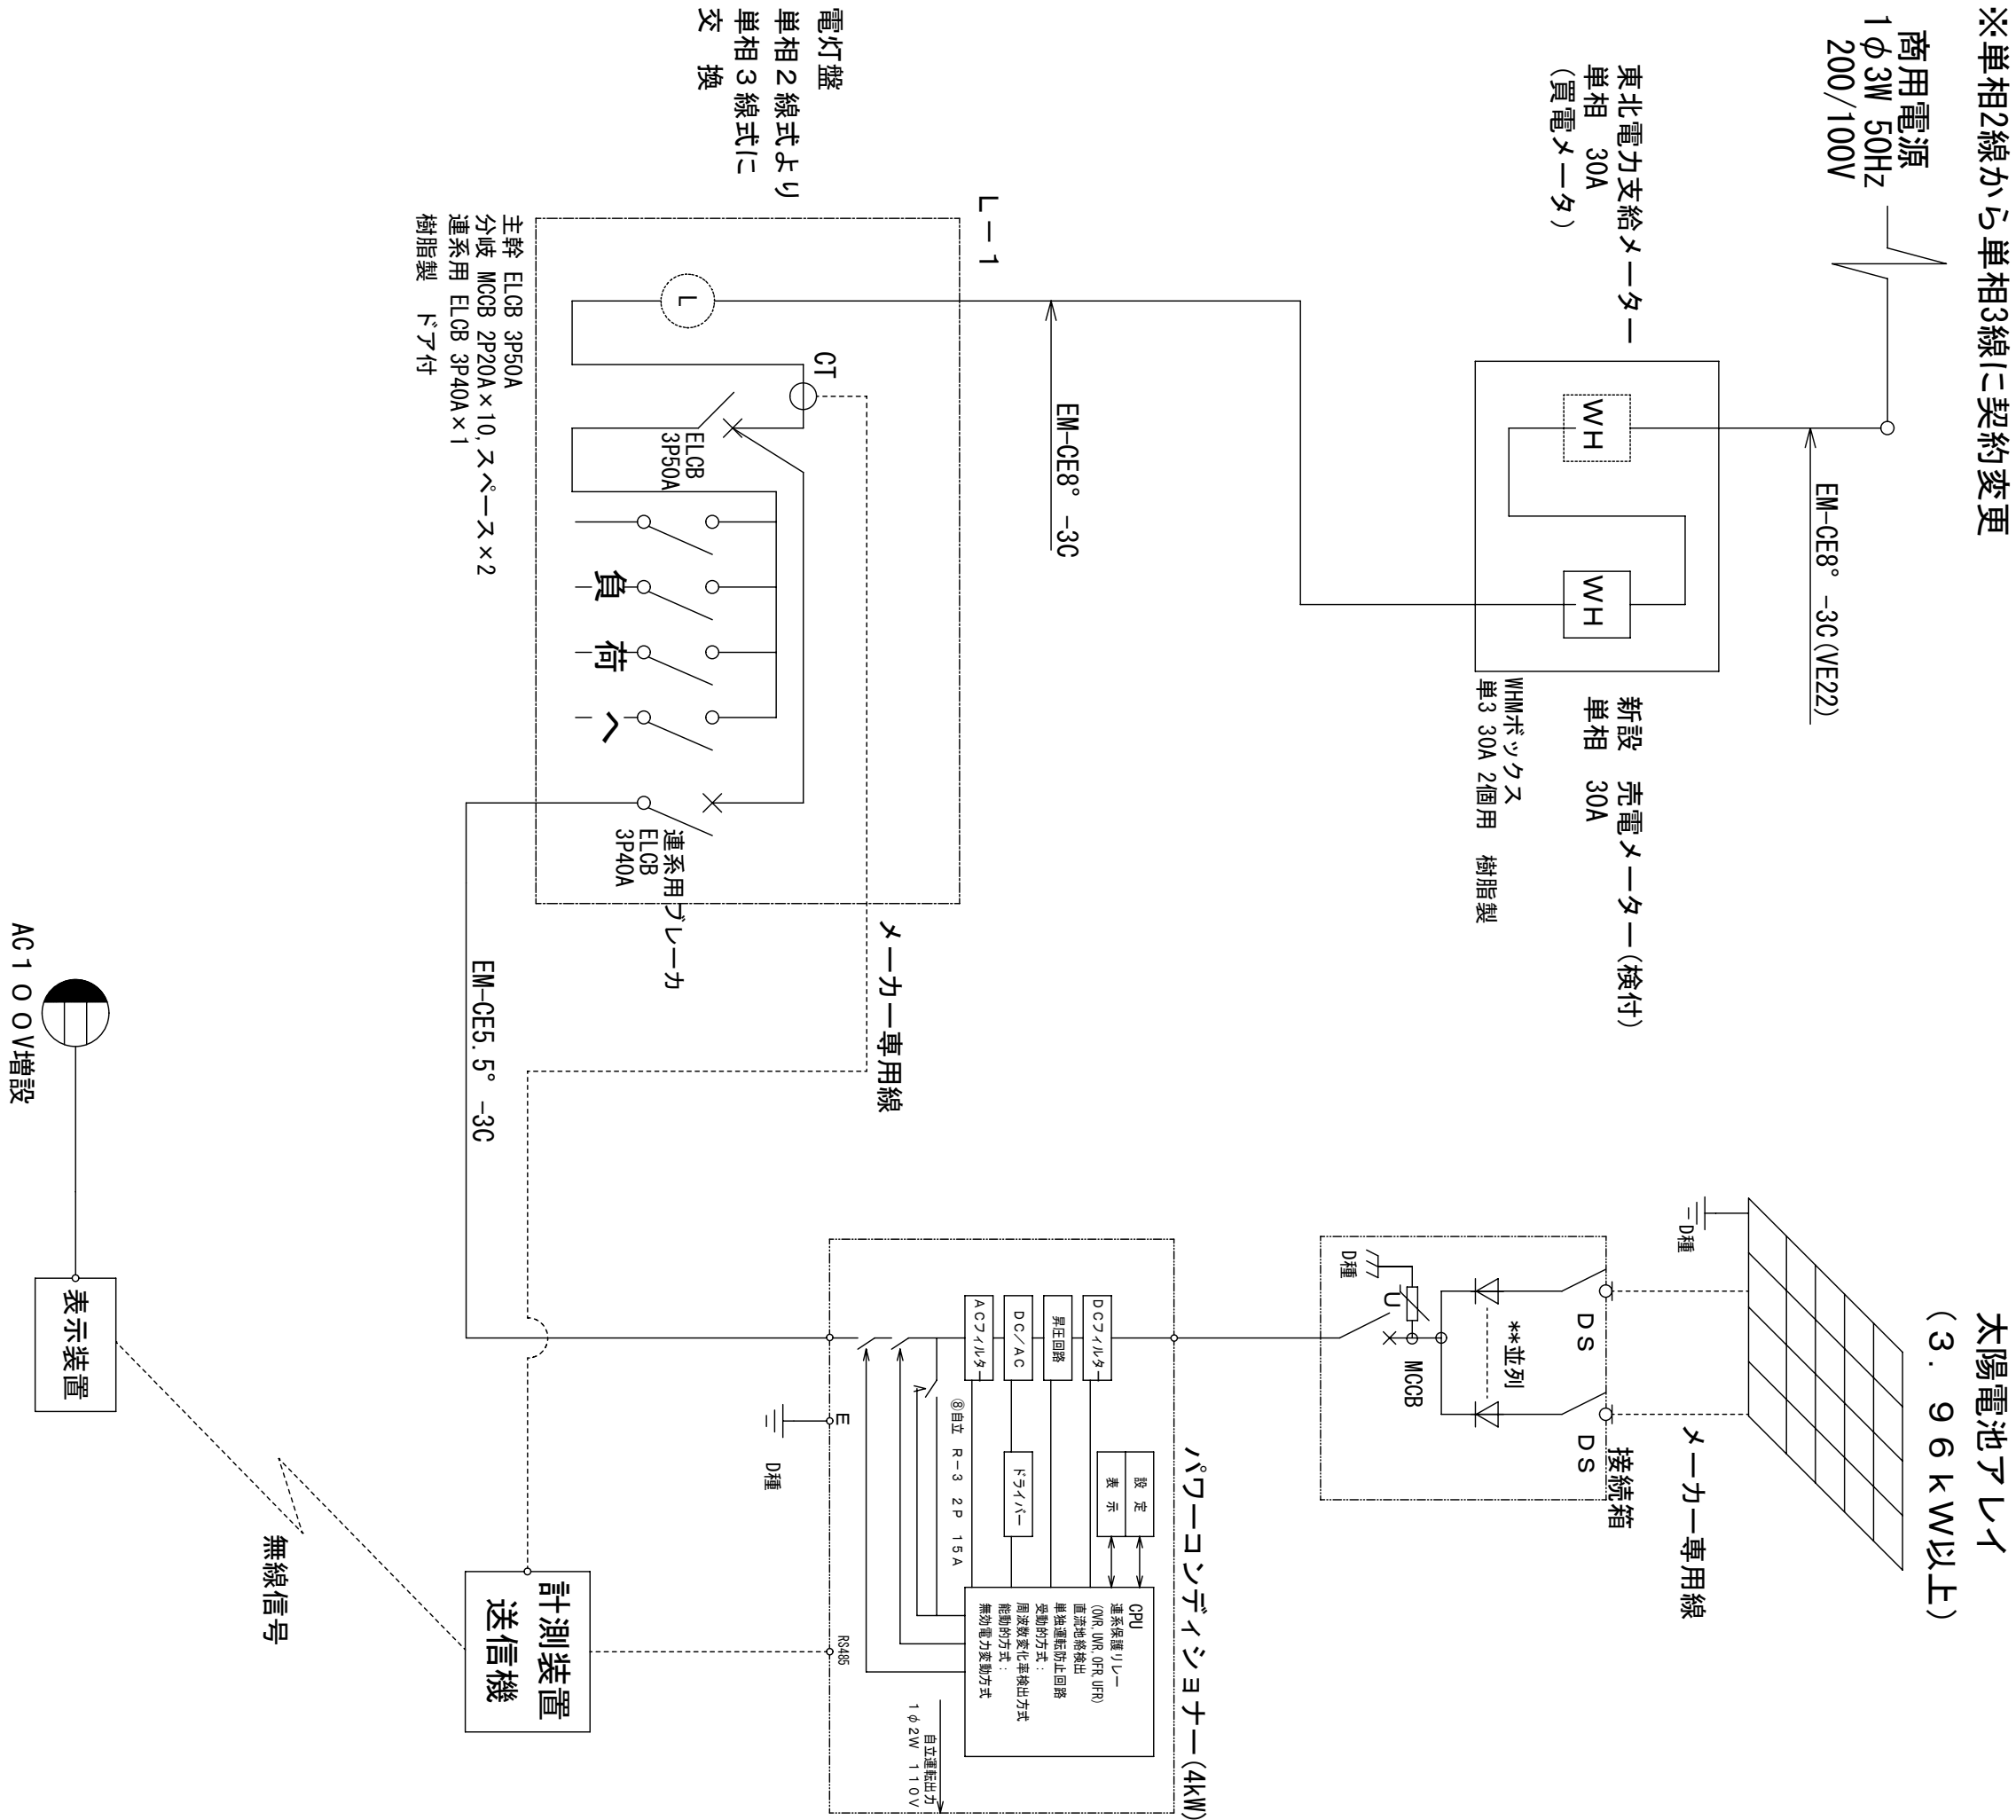 ※単相2線から単相3線に契約変更
商用電源
1φ3W 50Hz
200/100V
EM-CE8°-3C(VE22)
東北電力支給メーター
単相 30A
（買電メータ）
WH
WH
新設 売電メーター(検付)
単相 30A
WHMボックス
単3 30A 2個用 樹脂製
EM-CE8°-3C
L－1
電灯盤
単相２線式より
単相３線式に
交 換
L
CT
ELCB
3P50A
負荷へ
連系用ブレーカ
ELCB
3P40A
主幹 ELCB 3P50A
分岐 MCCB 2P20A×10,スペース×2
連系用 ELCB 3P40A×1
樹脂製 ドア付
メーカー専用線
EM-CE5.5°-3C
AC１００V増設
表示装置
無線信号
計測装置
送信機
太陽電池アレイ
（３．９６ｋＷ以上）
D種
メーカー専用線
接続箱
DS
DS
**並列
U
D種
MCCB
パワーコンディショナー(4kW)
DCフィルター
昇圧回路
DC／AC
ACフィルター
設 定
表 示
ドライバー
CPU
連系保護リレー
(OVR,UVR,OFR,UFR)
直流地絡検出
単独運転防止回路
受動的方式：
周波数変化率検出方式
能動的方式：
無効電力変動方式
⑧自立 R－3 2P 15A
E
D種
RS485
自立運転出力
1φ2W 110V